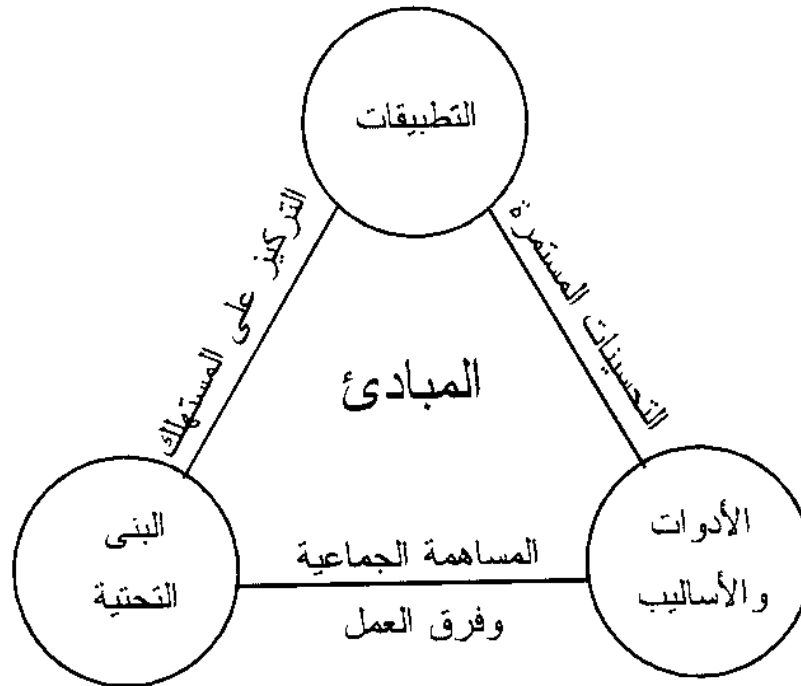 التطبيقات
التركيز على المستهلك
التحسينات المستمرة
المبادئ
البنى
التحتية
المساهمة الجماعية
وفرق العمل
الأدوات
والأساليب